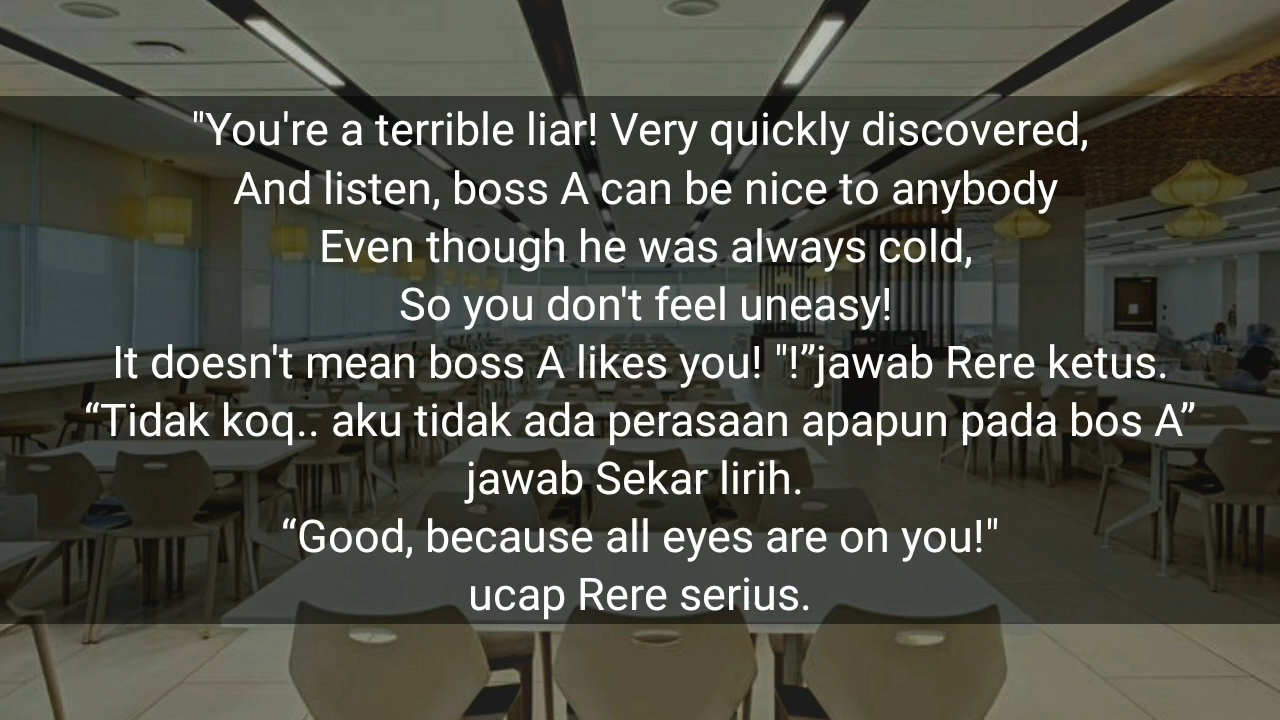 "You're a terrible liar! Very quickly discovered,
And listen, boss A can be nice to anybody
Even though he was always cold,
So you don't feel uneasy!
It doesn't mean boss A likes you! "!”jawab Rere ketus.
“Tidak koq.. aku tidak ada perasaan apapun pada bos A”
jawab Sekar lirih.
“Good, because all eyes are on you!"
ucap Rere serius.